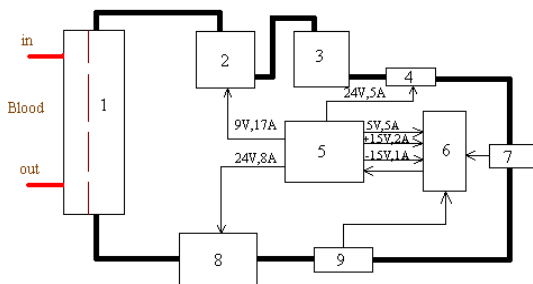 in
Blood
out
1
2
3
4
24V,5A
9V,17A
24V,8A
5
5V,5A
+15V,2A
-15V,1A
6
7
8
9